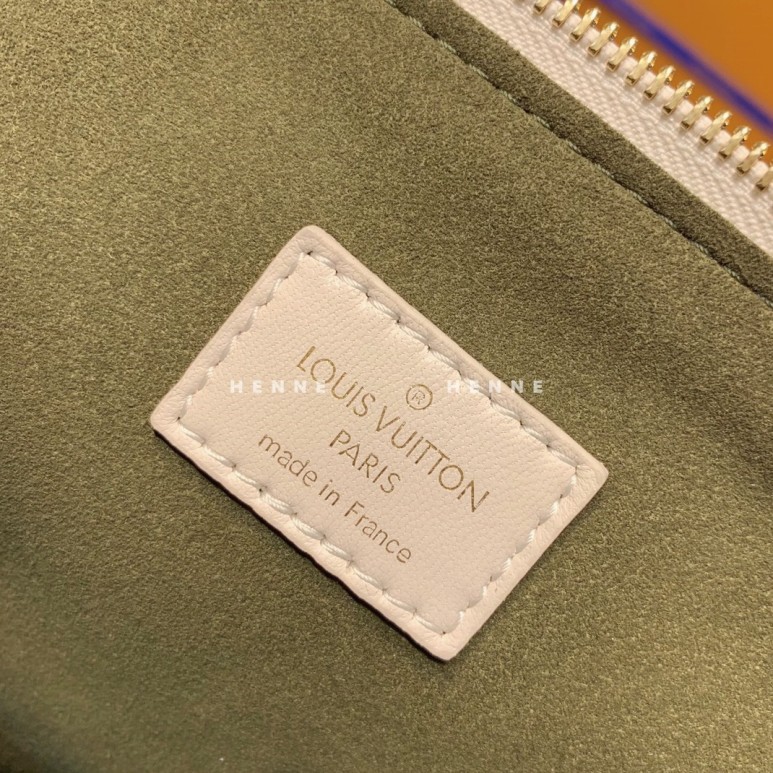 ®
LOUIS VUITTON
PARIS
made in France
HENNE HENNE